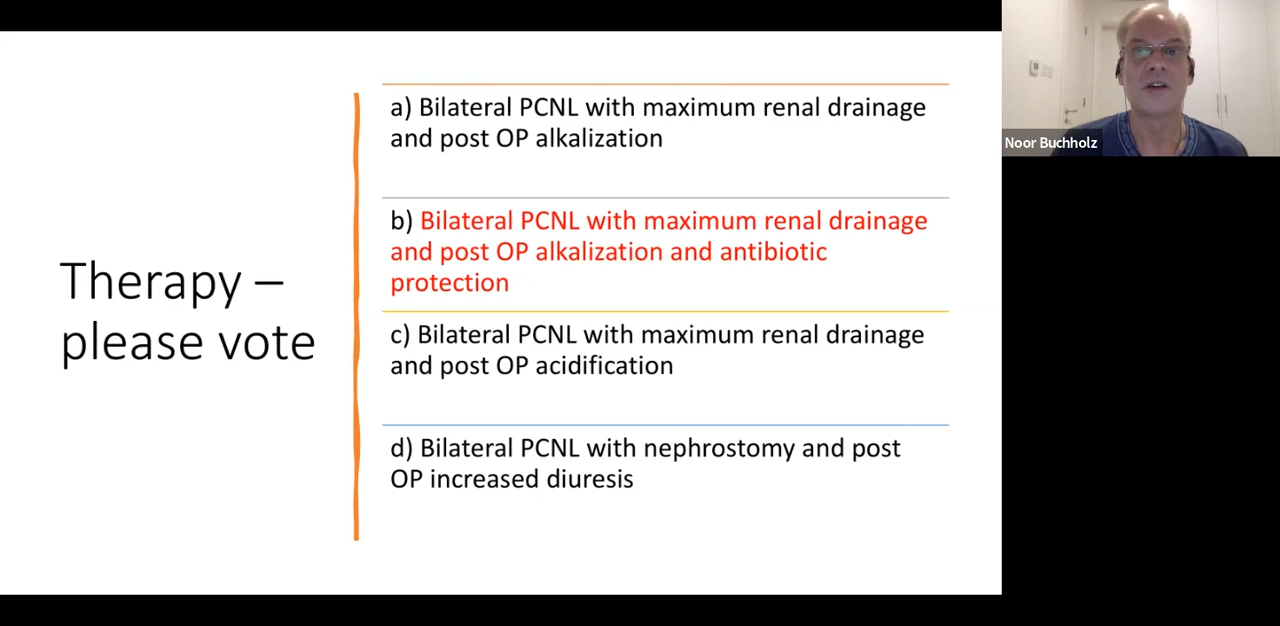 Therapy –
please vote
a) Bilateral PCNL with maximum renal drainage
and post OP alkalization
b) Bilateral PCNL with maximum renal drainage
and post OP alkalization and antibiotic
protection
c) Bilateral PCNL with maximum renal drainage
and post OP acidification
d) Bilateral PCNL with nephrostomy and post
OP increased diuresis
Noor Buchholz